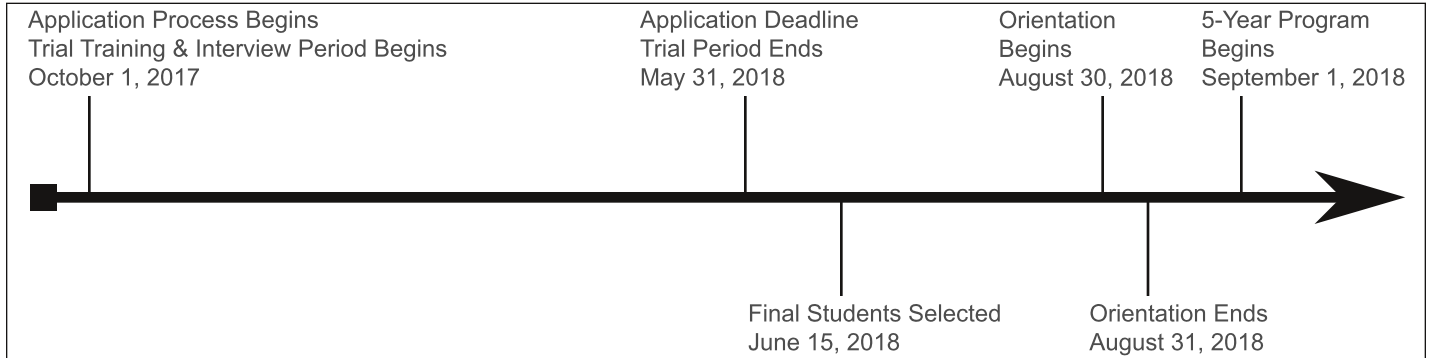 Application Process Begins
Trial Training & Interview Period Begins
October 1, 2017
Application Deadline
Trial Period Ends
May 31, 2018
Orientation
Begins
August 30, 2018
5-Year Program
Begins
September 1, 2018
Final Students Selected
June 15, 2018
Orientation Ends
August 31, 2018